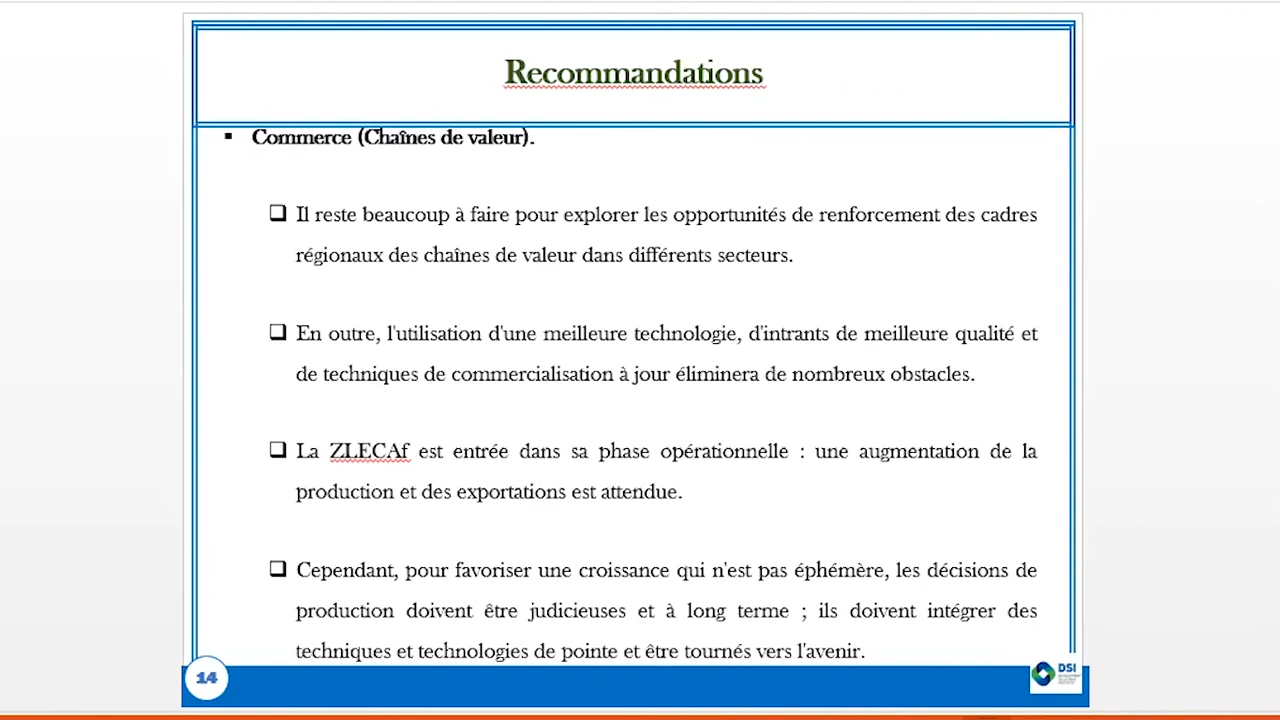 Recommandations
Commerce (Chaînes de valeur).
Il reste beaucoup à faire pour explorer les opportunités de renforcement des cadres
régionaux des chaînes de valeur dans différents secteurs.
En outre, l'utilisation d'une meilleure technologie, d'intrants de meilleure qualité et
de techniques de commercialisation à jour éliminera de nombreux obstacles.
La ZLECAf est entrée dans sa phase opérationnelle : une augmentation de la
production et des exportations est attendue.
Cependant, pour favoriser une croissance qui n'est pas éphémère, les décisions de
production doivent être judicieuses et à long terme ; ils doivent intégrer des
techniques et technologies de pointe et être tournés vers l'avenir.
14
DSI